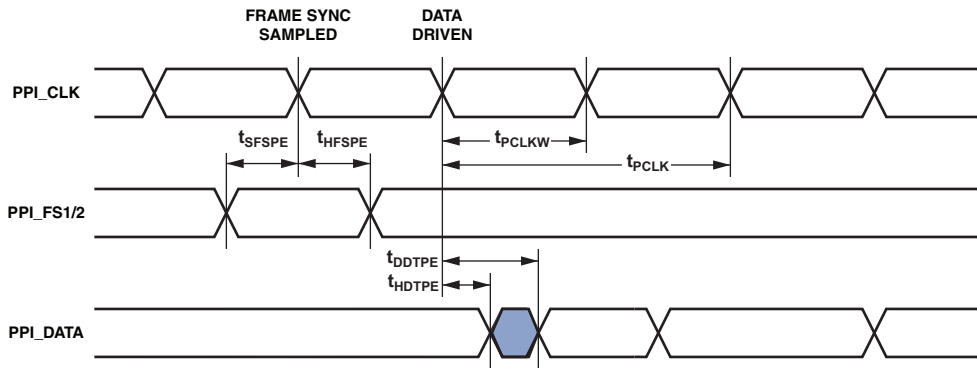 FRAME SYNC
SAMPLED
DATA
DRIVEN
PPI_CLK
tSFSPE
tHFSPE
tPCLKW
tPCLK
PPI_FS1/2
tDDTPE
tHDTPE
PPI_DATA